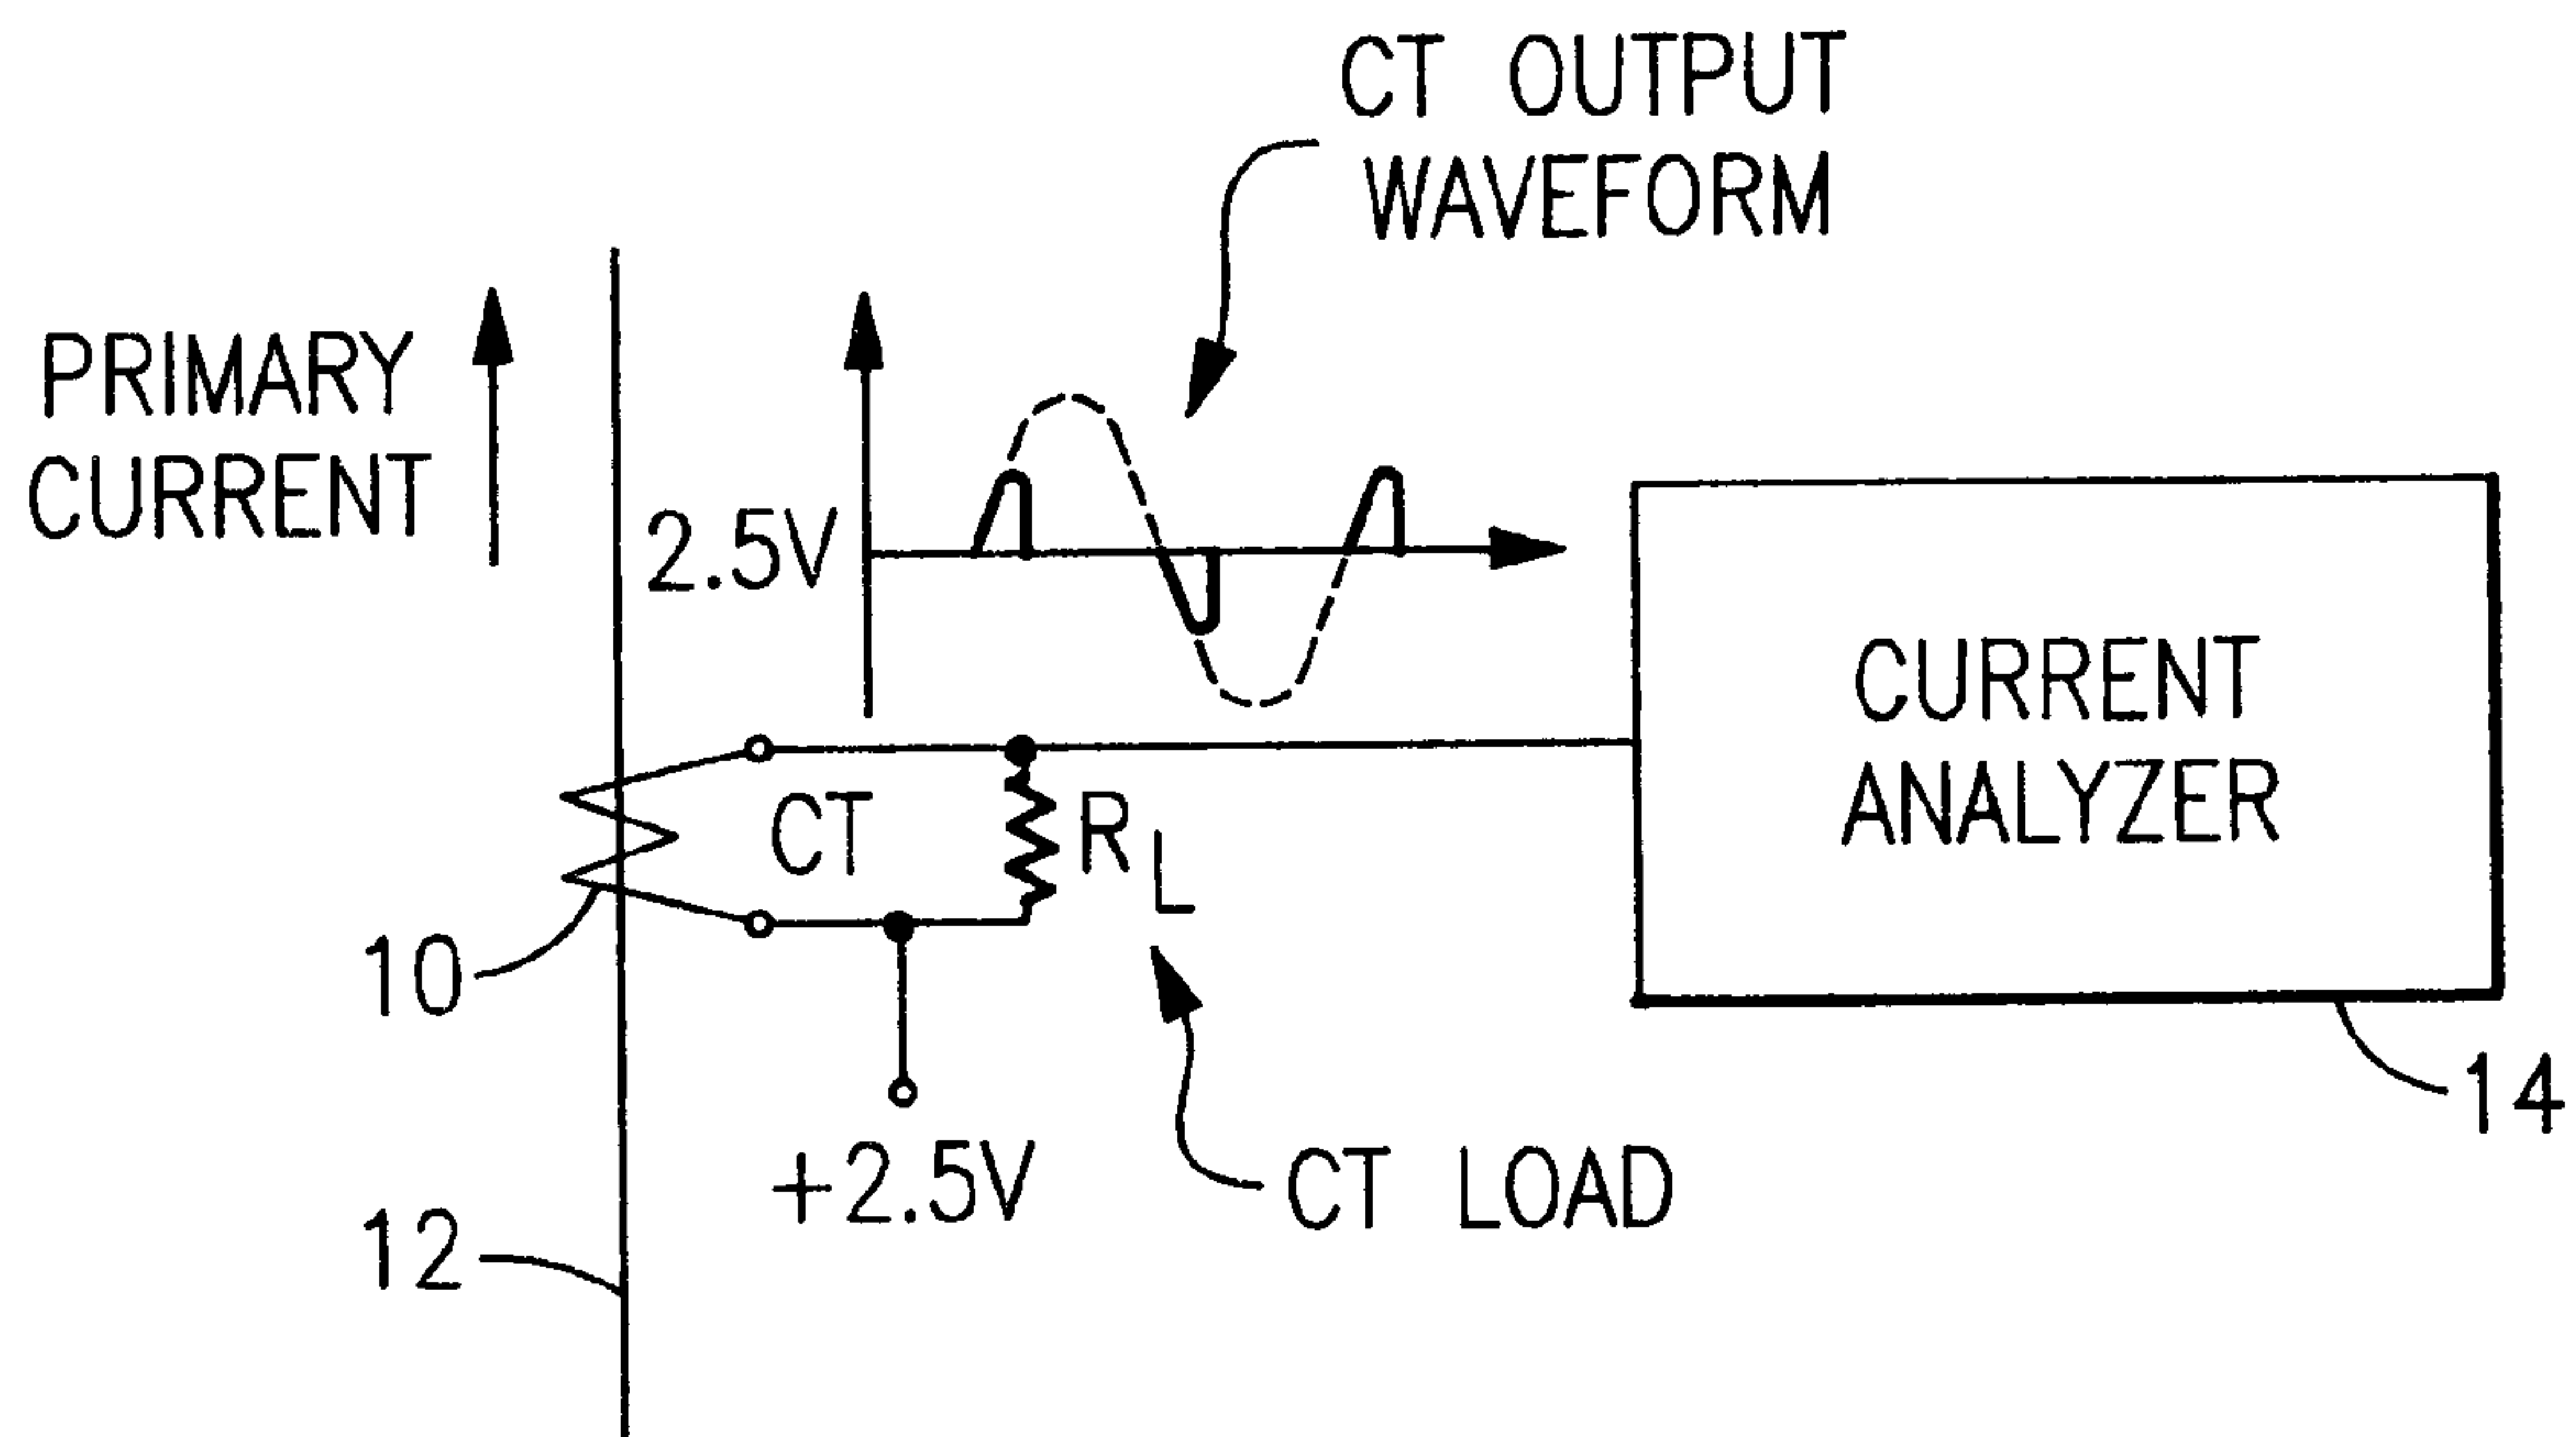 CT OUTPUT
WAVEFORM
PRIMARY
CURRENT
2.5V
CURRENT
ANALYZER
CT
RL
10
14
+2.5V
CT LOAD
12